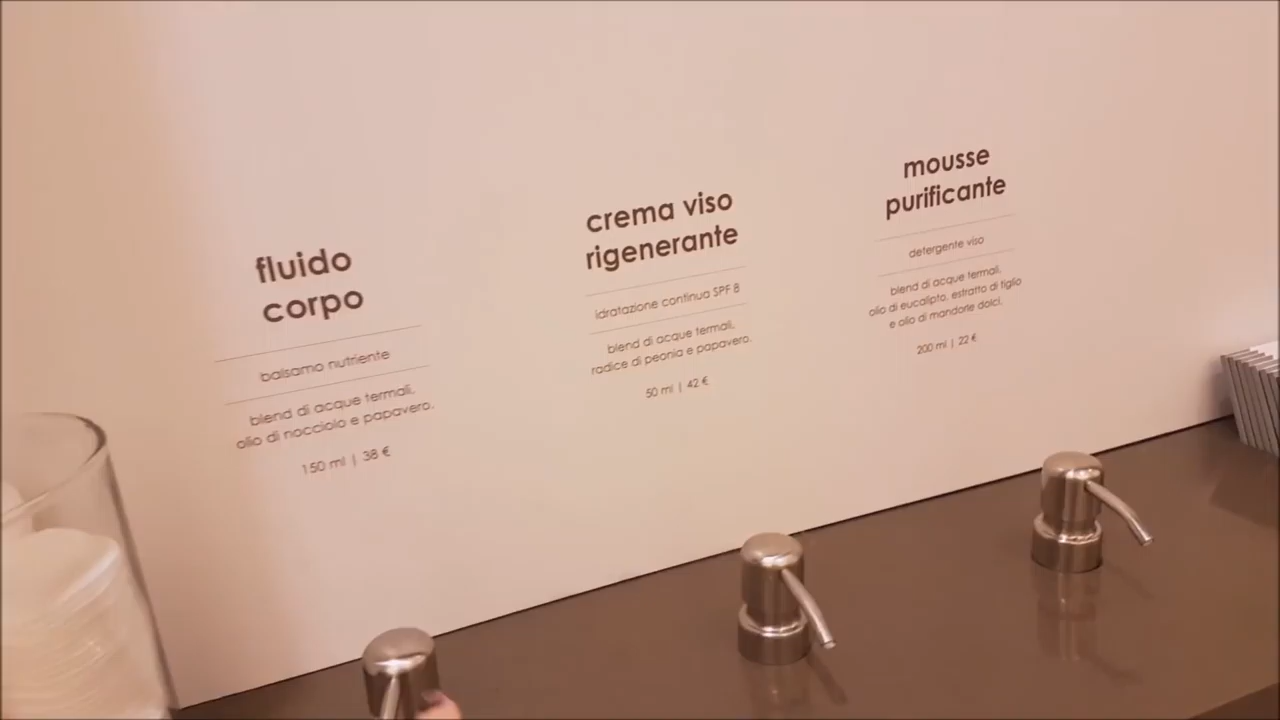 fluido
corpo
balsamo nutriente
blend di acque termali,
olio di nocciolo e papavero.
150 ml | 38 €
crema viso
rigenerante
idratazione continua SPF 8
blend di acque termali,
radice di peonia e papavero.
50 ml | 42 €
mousse
purificante
detergente viso
blend di acque termali,
olio di eucalipto, estratto di tiglio
e olio di mandorle dolci.
200 ml | 22 €